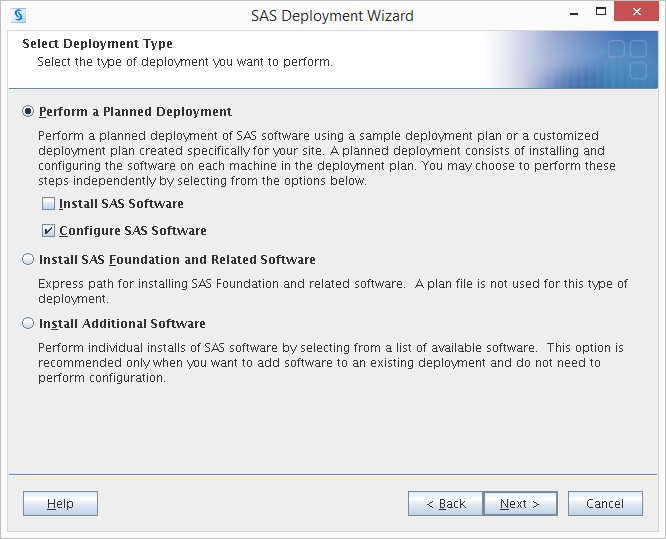 SAS Deployment Wizard
Select Deployment Type
Select the type of deployment you want to perform.
Perform a Planned Deployment
Perform a planned deployment of SAS software using a sample deployment plan or a customized
deployment plan created specifically for your site. A planned deployment consists of installing and
configuring the software on each machine in the deployment plan. You may choose to perform these
steps independently by selecting from the options below.
Install SAS Software
Configure SAS Software
Install SAS Foundation and Related Software
Express path for installing SAS Foundation and related software. A plan file is not used for this type of
deployment.
Install Additional Software
Perform individual installs of SAS software by selecting from a list of available software. This option is
recommended only when you want to add software to an existing deployment and do not need to
perform configuration.
Help
< Back
Next >
Cancel